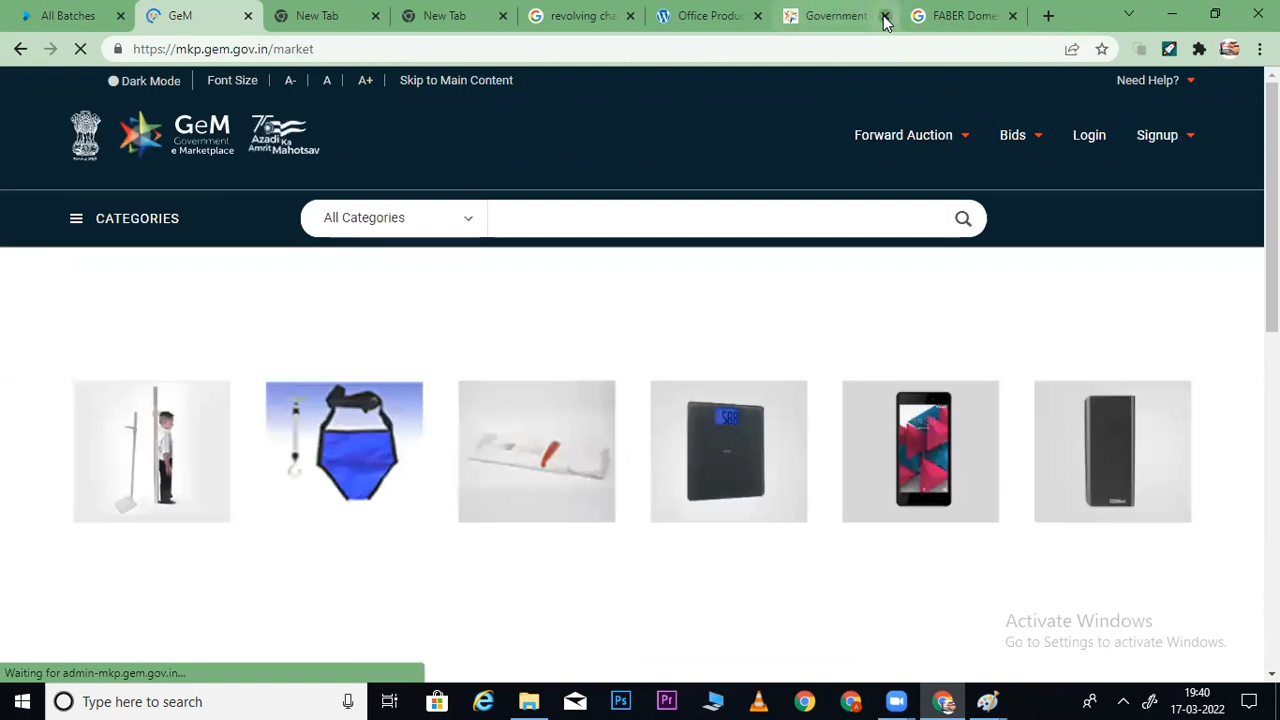 All Batches
GeM
New Tab
New Tab
revolving cha
Office Produc
Government
FABER Dome
https://mkp.gem.gov.in/market
Dark Mode
Font Size
A-
A
A+
Skip to Main Content
Need Help?
GeM
Government
e Marketplace
75
Azadi Ka
Amrit Mahotsav
Forward Auction
Bids
Login
Signup
CATEGORIES
All Categories
Activate Windows
Go to Settings to activate Windows.
Waiting for admin-mkp.gem.gov.in...
Type here to search
19:40
17-03-2022